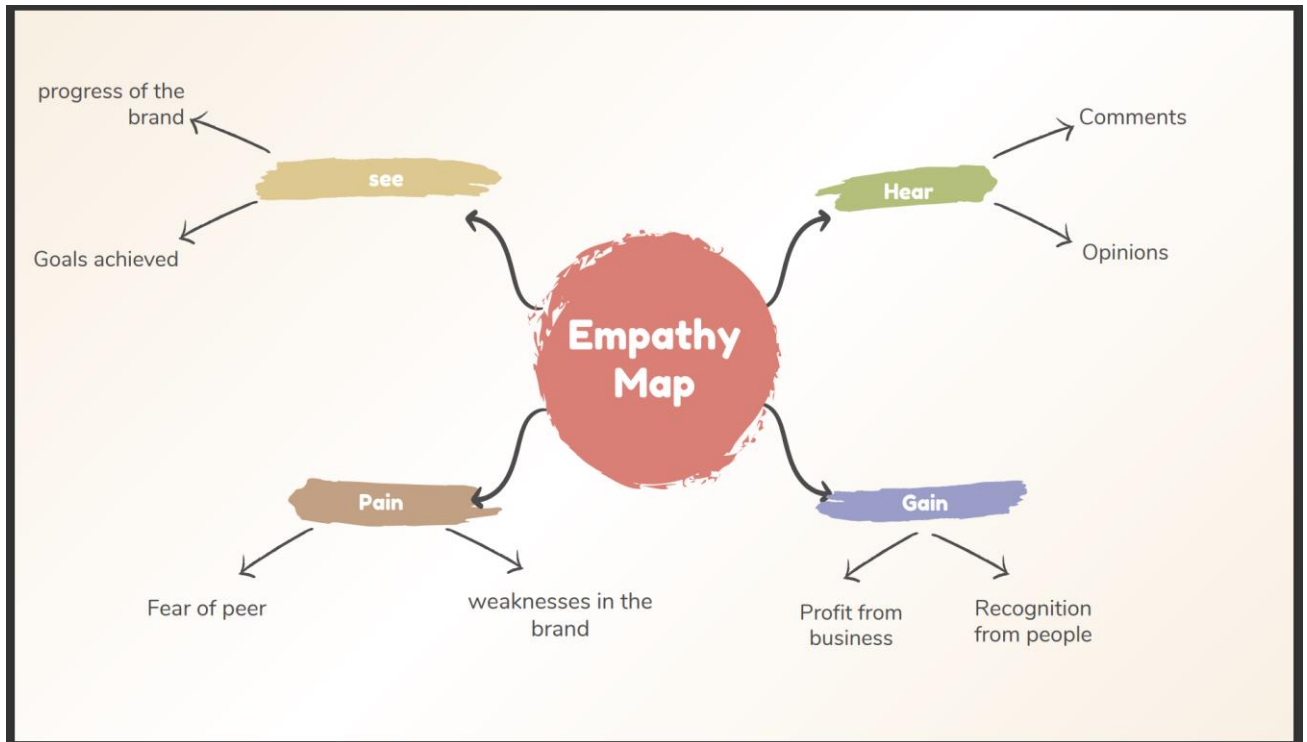 progress of the
brand
see
Goals achieved
Comments
Hear
Opinions
Empathy
Map
Pain
Fear of peer
weaknesses in the
brand
Gain
Profit from
business
Recognition
from people